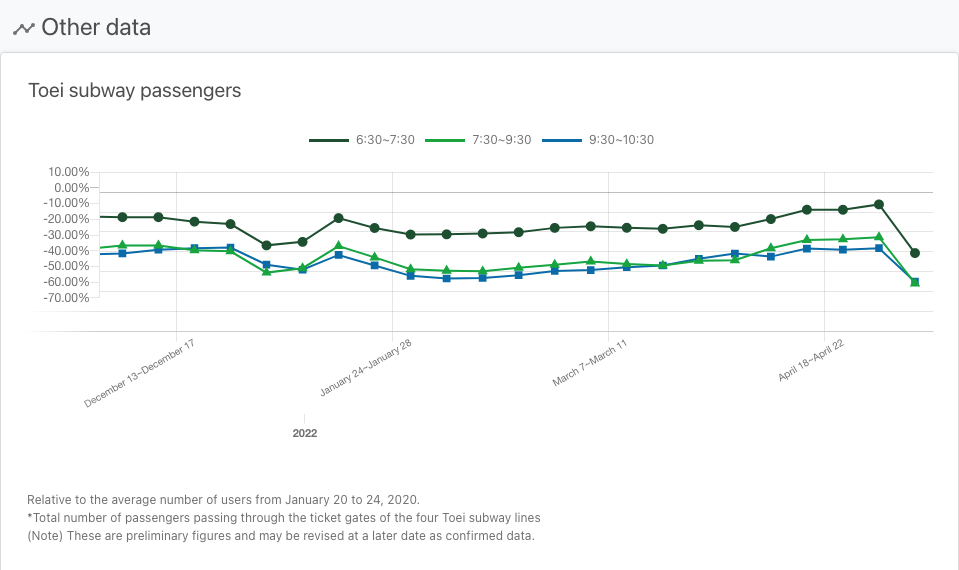 Other data
Toei subway passengers
6:30~7:30
7:30~9:30
9:30~10:30
10.00%
0.00%
-10.00%
-20.00%
-30.00%
-40.00%
-50.00%
-60.00%
-70.00%
December 13~December 17
January 24~January 28
March 7~March 11
April 18~April 22
2022
Relative to the average number of users from January 20 to 24, 2020.
*Total number of passengers passing through the ticket gates of the four Toei subway lines
(Note) These are preliminary figures and may be revised at a later date as confirmed data.